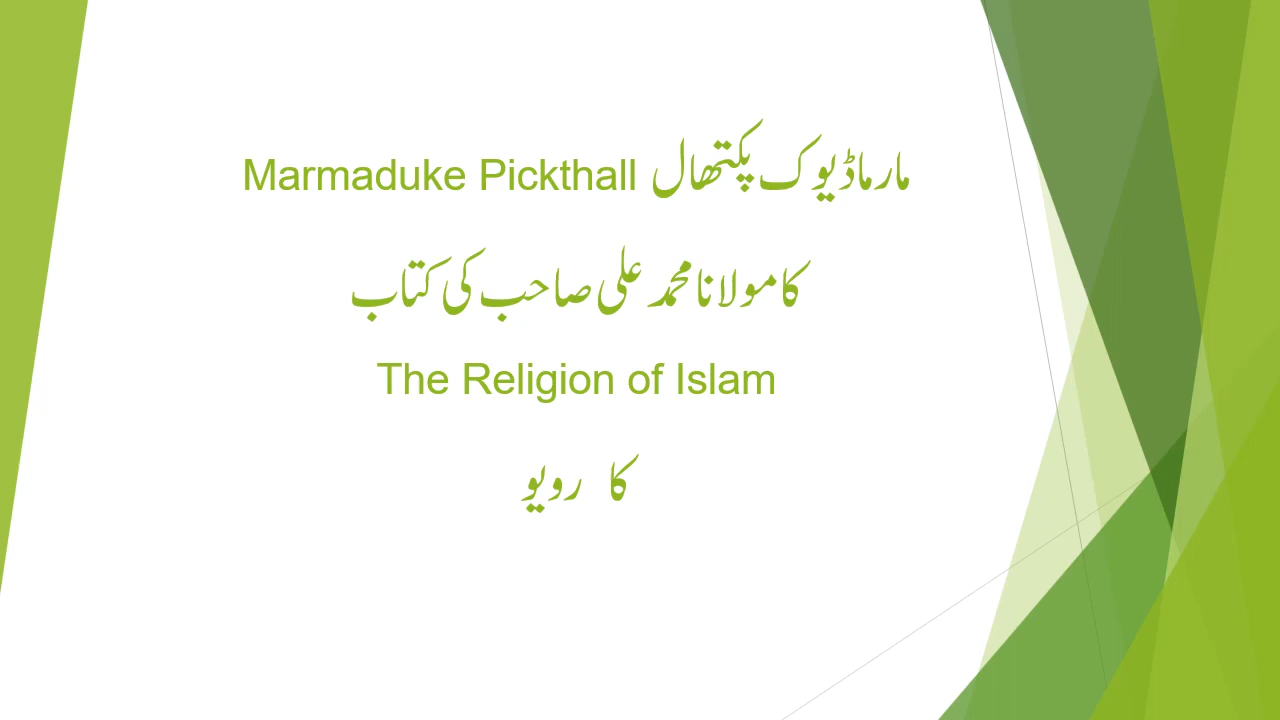 مارماڈیوک پکتھال Marmaduke Pickthall
کا مولانا محمد علی صاحب کی کتاب
The Religion of Islam
کا رویو